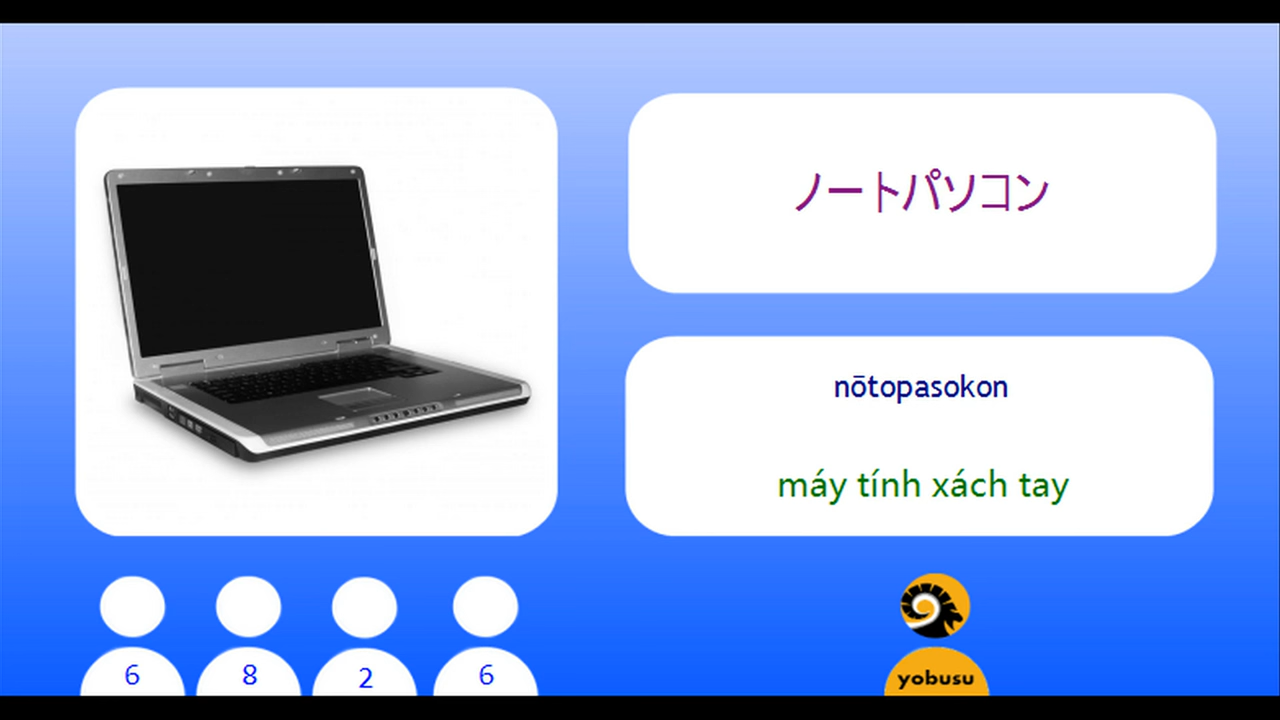 ノートパソコン
nōtopasokon
máy tính xách tay
6 8 2 6
yobusu